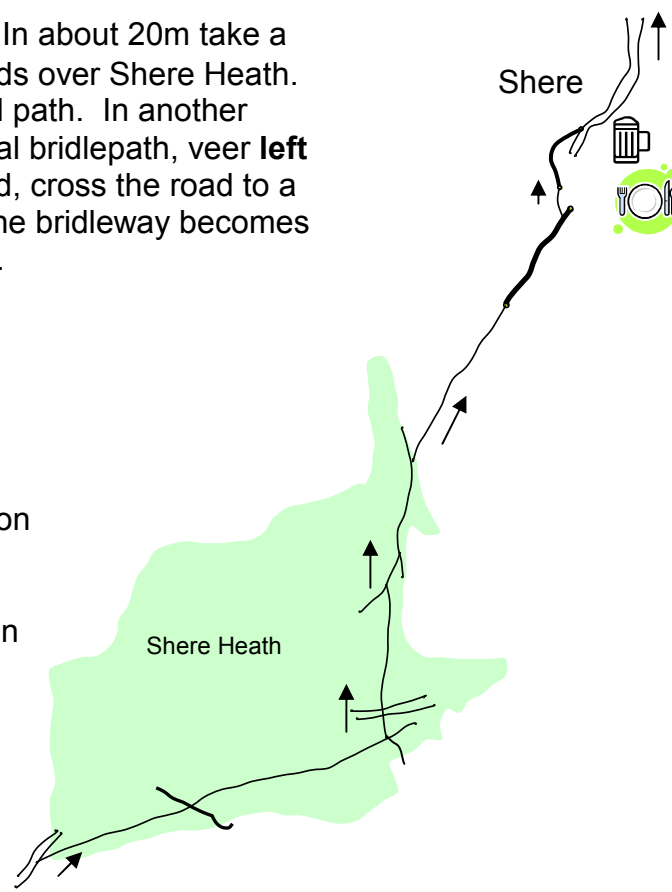 In about 20m take a
ds over Shere Heath.
path. In another
al bridlepath, veer left
d, cross the road to a
ne bridleway becomes
Shere
on
n
Shere Heath